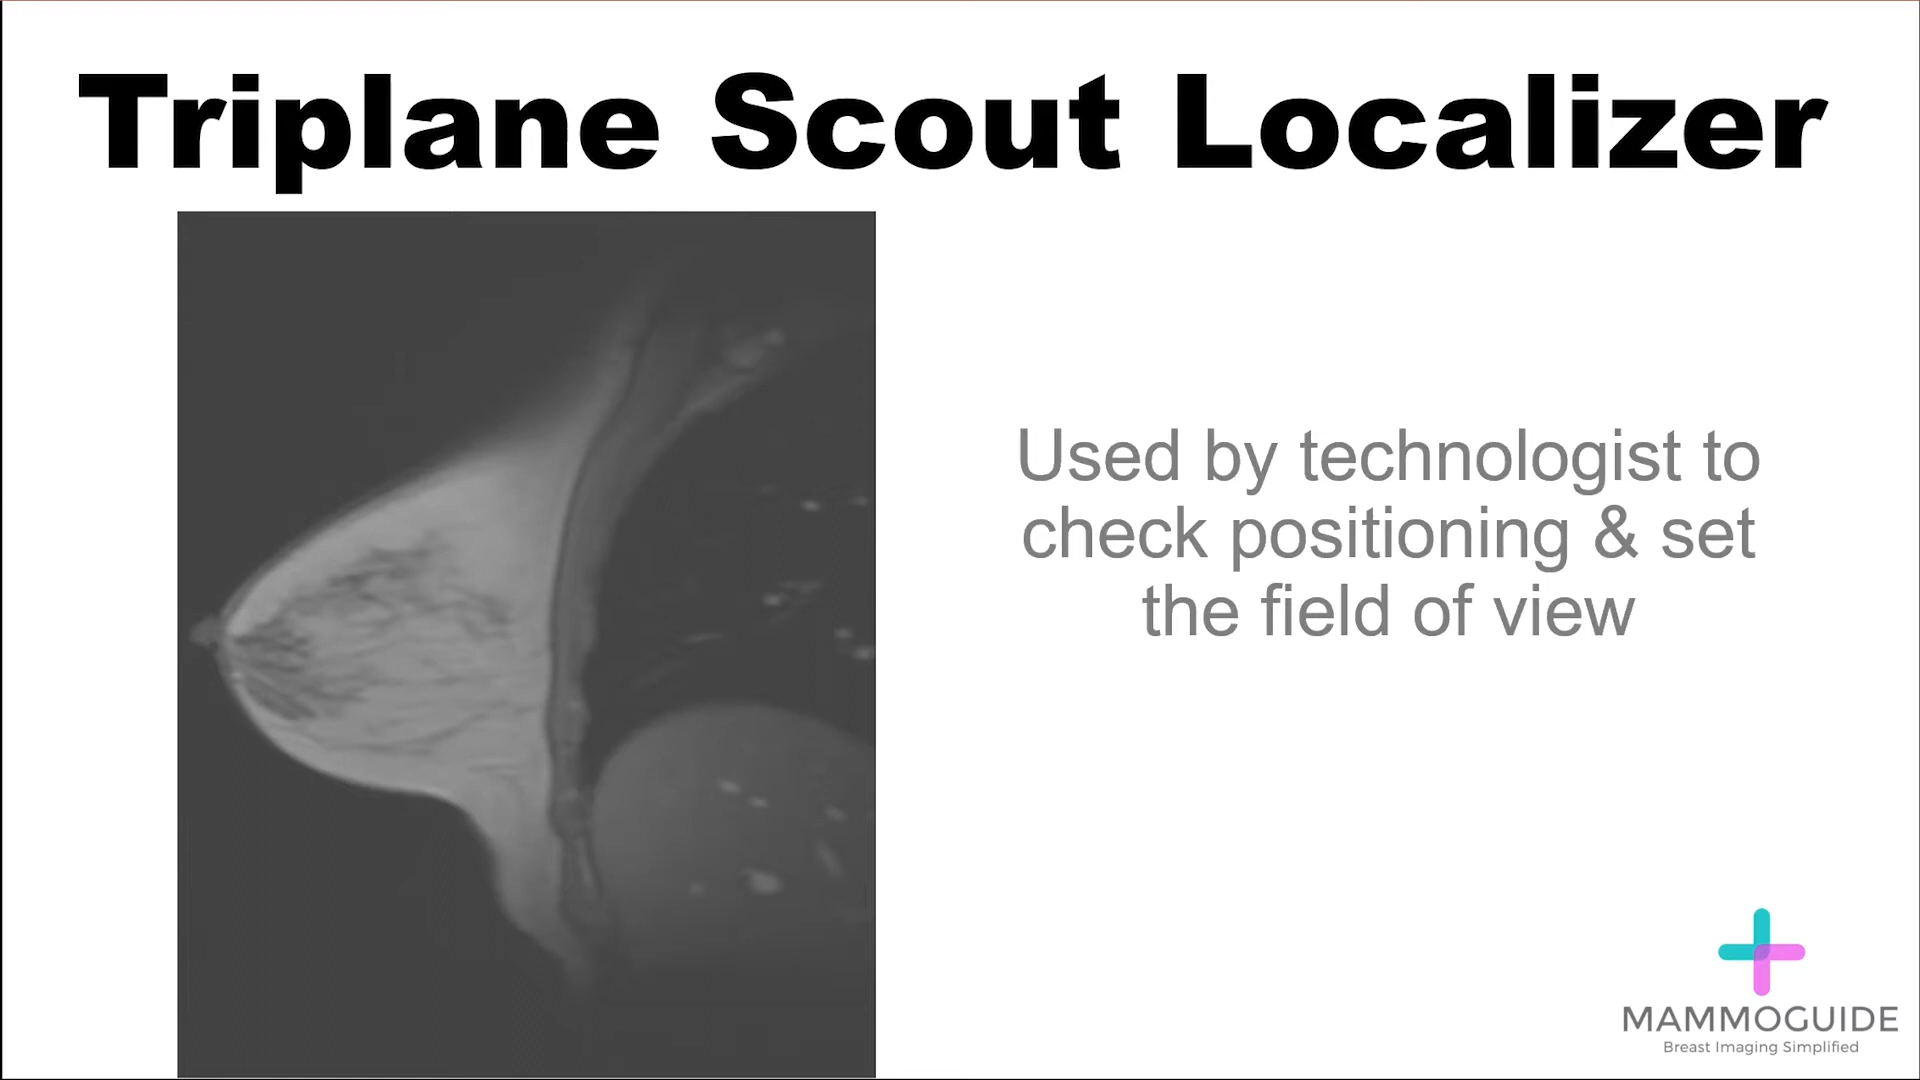 Triplane Scout Localizer
Used by technologist to
check positioning & set
the field of view
MAMMOGUIDE
Breast Imaging Simplified